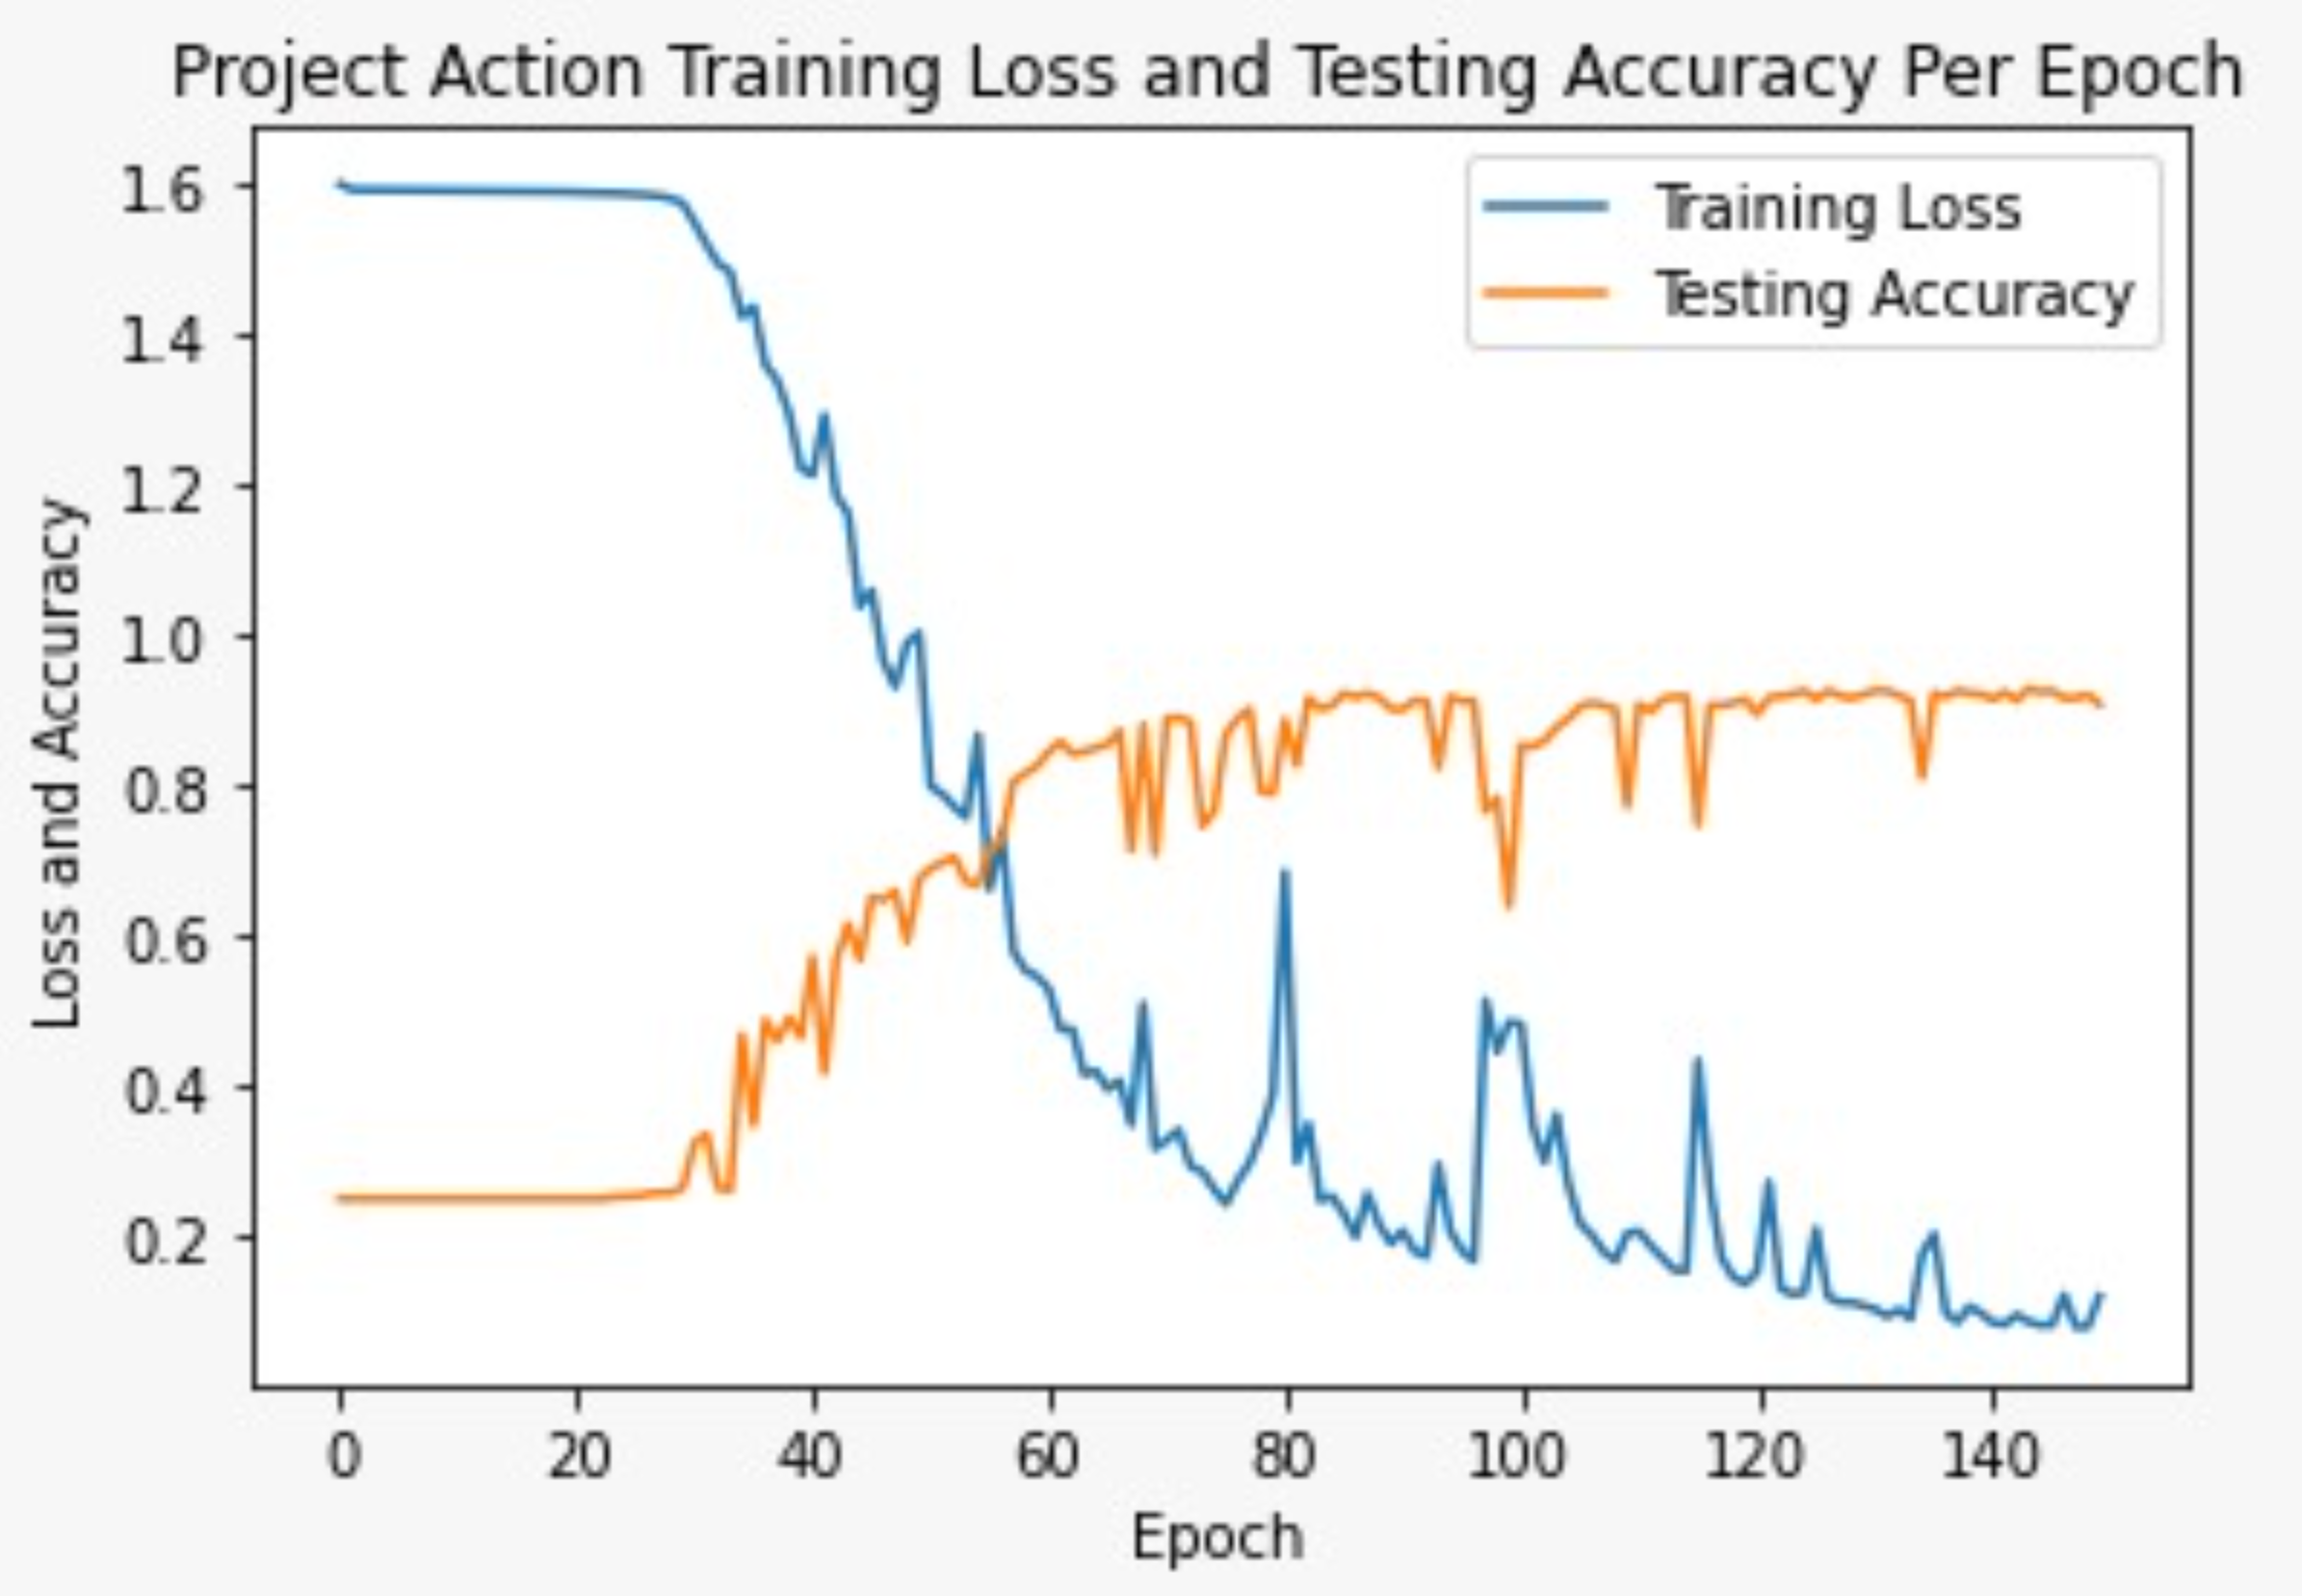 Project Action Training Loss and Testing Accuracy Per Epoch
Training Loss
Testing Accuracy
Loss and Accuracy
1.6
1.4
1.2
1.0
0.8
0.6
0.4
0.2
0 20 40 60 80 100 120 140
Epoch